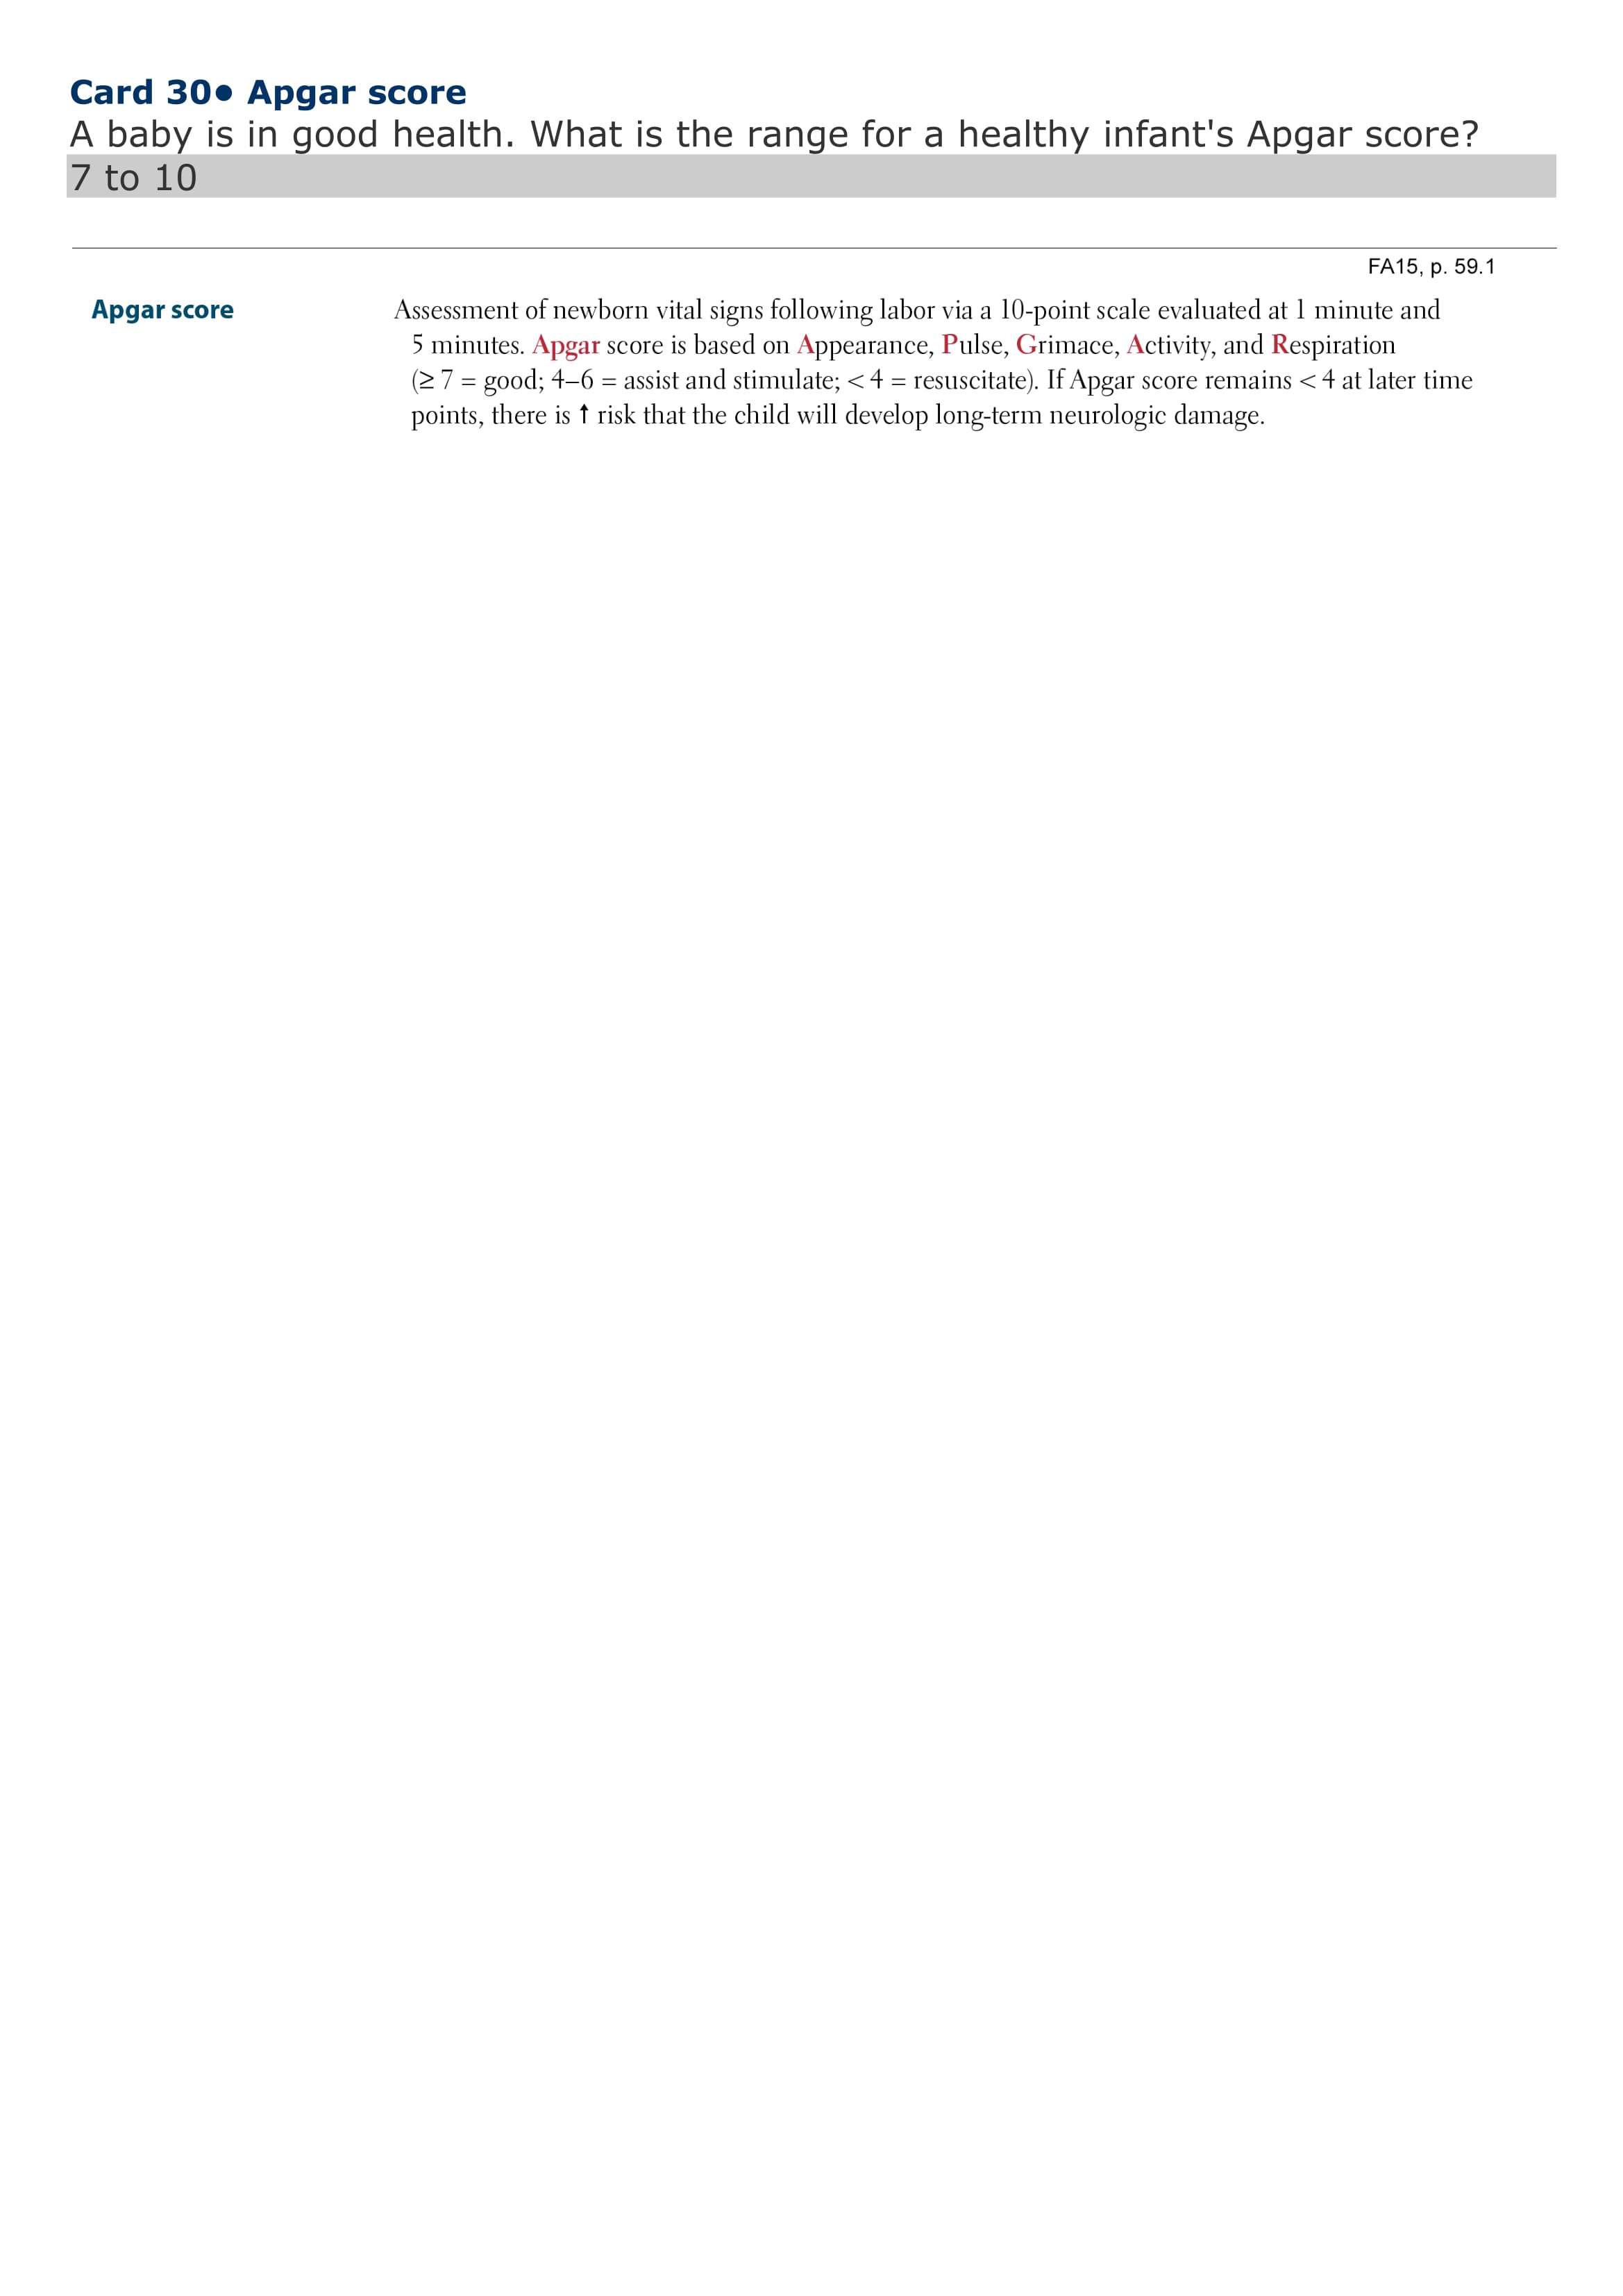 Card 30● Apgar score
A baby is in good health. What is the range for a healthy infant's Apgar score?
7 to 10
FA15, p. 59.1
Apgar score
Assessment of newborn vital signs following labor via a 10-point scale evaluated at 1 minute and
5 minutes. Apgar score is based on Appearance, Pulse, Grimace, Activity, and Respiration
(≥ 7 = good; 4–6 = assist and stimulate; < 4 = resuscitate). If Apgar score remains < 4 at later time
points, there is ↑ risk that the child will develop long-term neurologic damage.